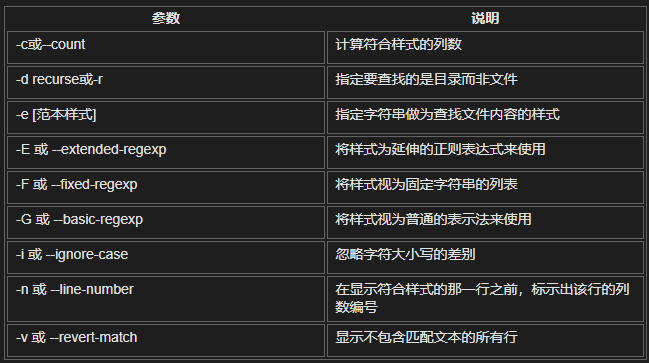 参数 说明
-c或--count 计算符合样式的列数
-d recurse或-r 指定要查找的是目录而非文件
-e [范本样式] 指定字符串做为查找文件内容的样式
-E 或 --extended-regexp 将样式为延伸的正则表达式来使用
-F 或 --fixed-regexp 将样式视为固定字符串的列表
-G 或 --basic-regexp 将样式视为普通的表示法来使用
-i 或 --ignore-case 忽略字符大小写的差别
-n 或 --line-number 在显示符合样式的那一行之前，标示出该行的列
数编号
-v 或 --revert-match 显示不包含匹配文本的所有行